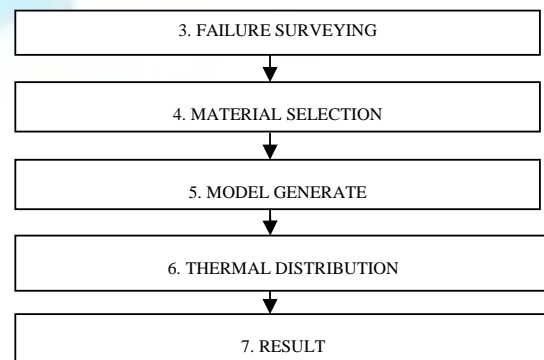 3. FAILURE SURVEYING
4. MATERIAL SELECTION
5. MODEL GENERATE
6. THERMAL DISTRIBUTION
7. RESULT